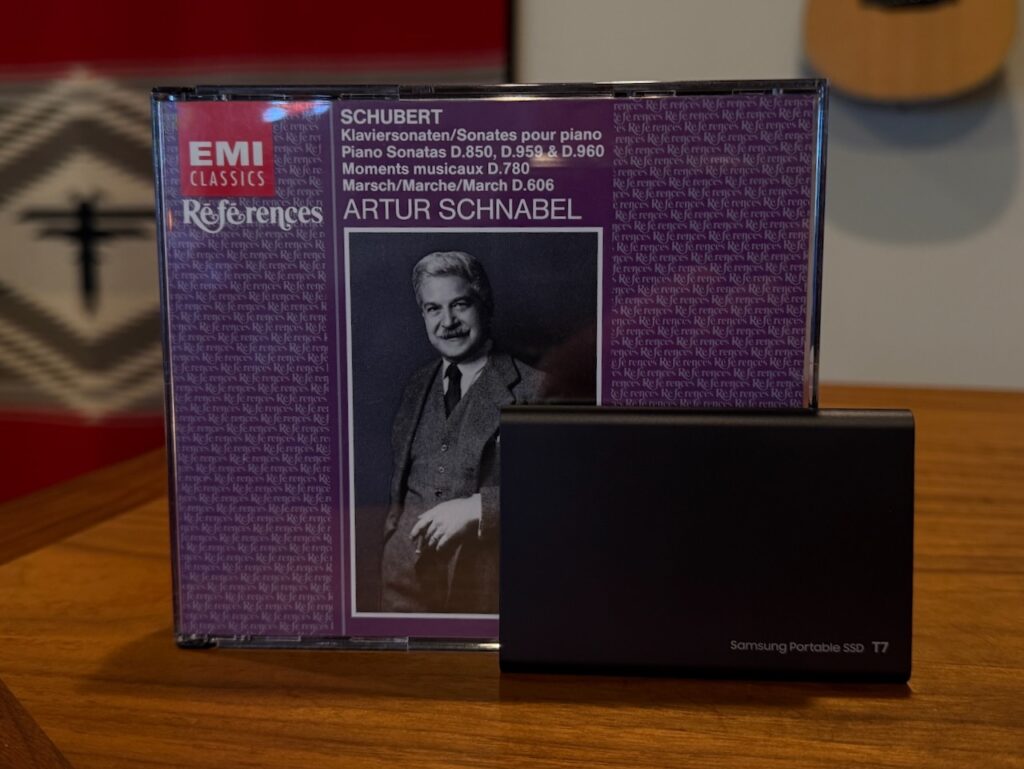 EMI
CLASSICS
Références
SCHUBERT
Klaviersonaten/Sonates pour piano
Piano Sonatas D.850, D.959 & D.960
Moments musicaux D.780
Marsch/Marche/March D.606
ARTUR SCHNABEL
Samsung Portable SSD T7